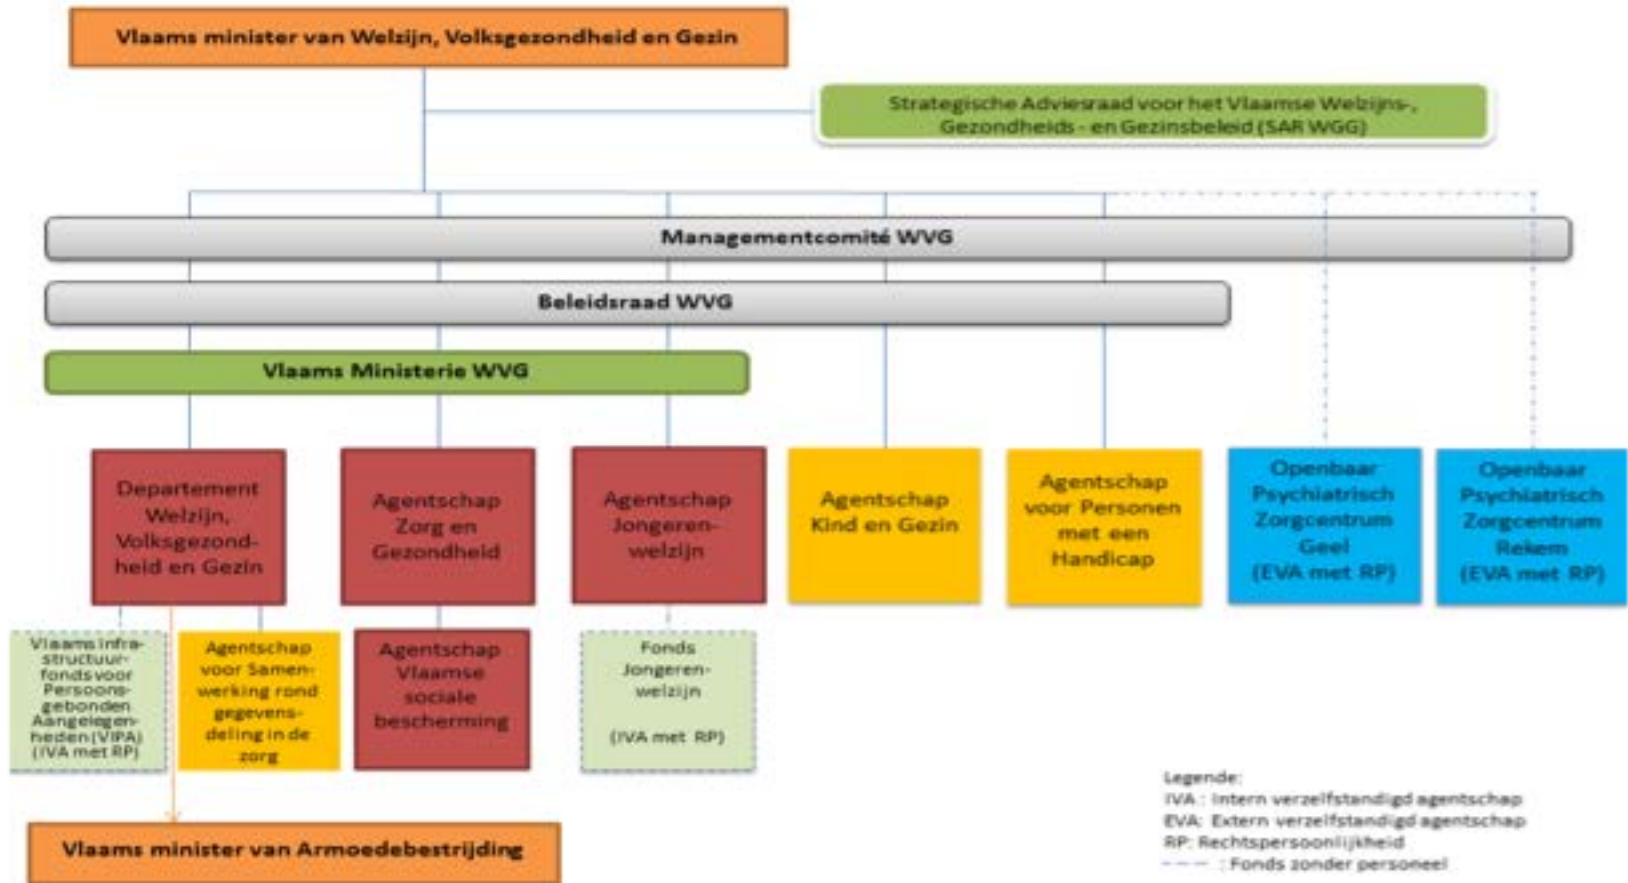 Vlaams minister van Welzijn, Volksgezondheid en Gezin
Strategische Adviesraad voor het Vlaamse Welzijns-,
Gezondheids - en Gezinsbeleid (SAR WGG)
Managementcomité WVG
Beleidsraad WVG
Vlaams Ministerie WVG
Departement
Welzijn,
Volksgezond-
heid en Gezin
Agentschap
Zorg en
Gezondheid
Agentschap
Jongeren-
welzijn
Agentschap
Kind en Gezin
Agentschap
voor Personen
met een
Handicap
Openbaar
Psychiatrisch
Zorgcentrum
Geel
(EVA met RP)
Openbaar
Psychiatrisch
Zorgcentrum
Rekem
(EVA met RP)
Vlaams infra-
structuur-
fonds voor
Persoons-
gebonden
Aangelegen-
heden (VIPA)
(IVA met RP)
Agentschap
voor Samen-
werking rond
gegevens-
deling in de
zorg
Agentschap
Vlaamse
sociale
bescherming
Fonds
Jongeren-
welzijn
(IVA met RP)
Vlaams minister van Armoedebestrijding
Legende:
IVA : Intern verzelfstandigd agentschap
EVA: Extern verzelfstandigd agentschap
RP: Rechtspersoonlijkheid
: Fonds zonder personeel